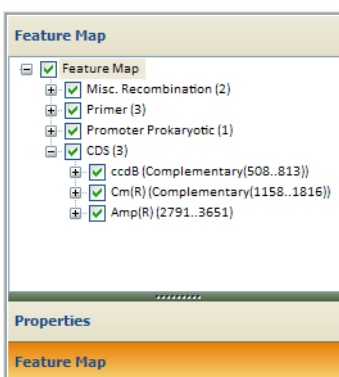 Feature Map
Feature Map
Misc. Recombination (2)
Primer (3)
Promoter Prokaryotic (1)
CDS (3)
ccdB (Complementary(508..813))
Cm(R) (Complementary(1158..1816))
Amp(R) (2791..3651)
Properties
Feature Map